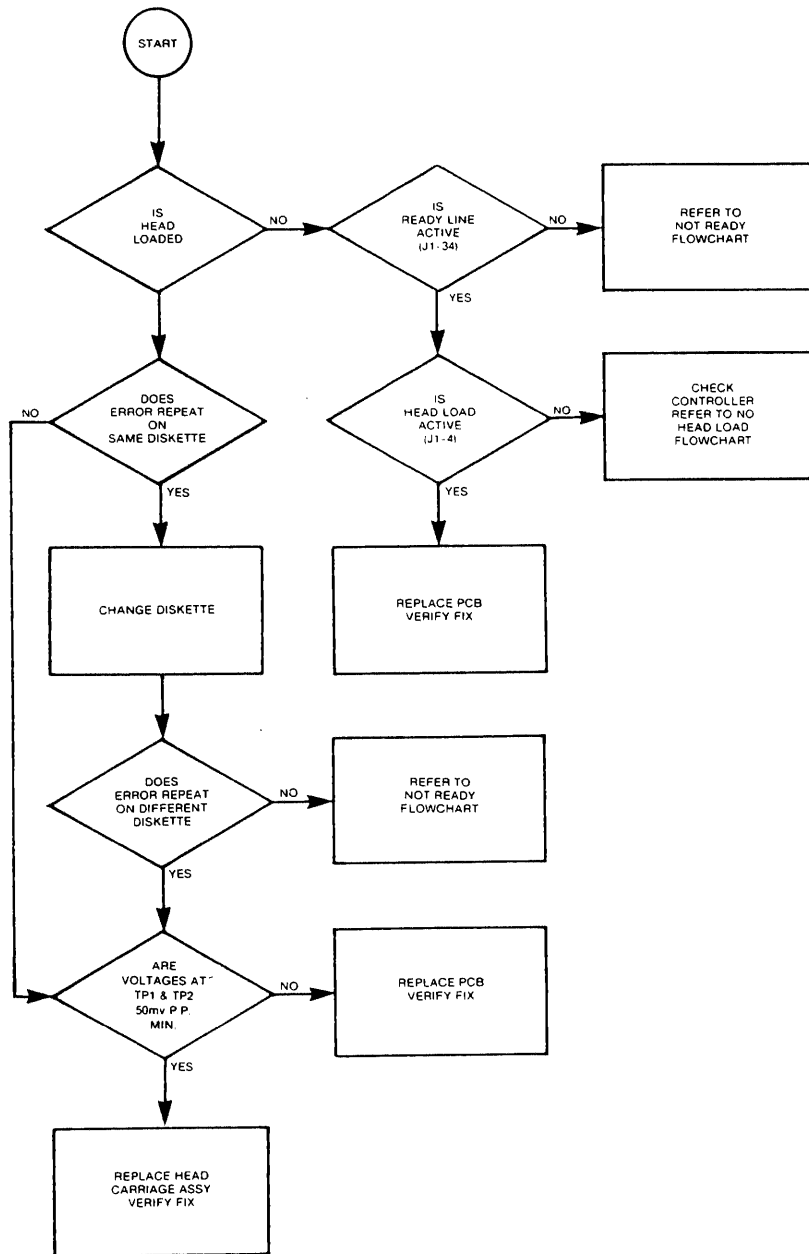 START
IS
HEAD
LOADED
NO
IS
READY LINE
ACTIVE
(J1-34)
NO
REFER TO
NOT READY
FLOWCHART
YES
DOES
ERROR REPEAT
ON
SAME DISKETTE
NO
YES
IS
HEAD LOAD
ACTIVE
(J1-4)
NO
CHECK
CONTROLLER
REFER TO NO
HEAD LOAD
FLOWCHART
YES
CHANGE DISKETTE
REPLACE PCB
VERIFY FIX
DOES
ERROR REPEAT
ON DIFFERENT
DISKETTE
NO
REFER TO
NOT READY
FLOWCHART
YES
ARE
VOLTAGES AT
TP1 & TP2
50mv P.P.
MIN.
NO
REPLACE PCB
VERIFY FIX
YES
REPLACE HEAD
CARRIAGE ASSY
VERIFY FIX